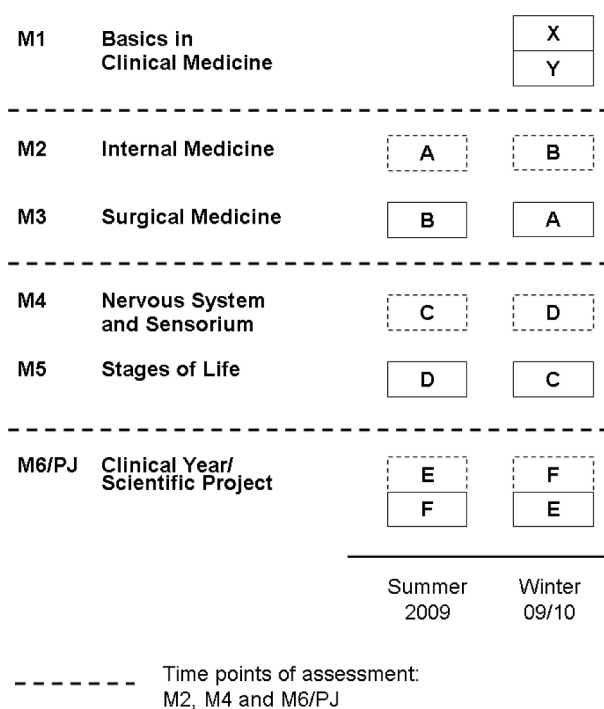 M1 Basics in X
Clinical Medicine Y
M2 Internal Medicine A B
M3 Surgical Medicine B A
M4 Nervous System C D
and Sensorium
M5 Stages of Life D C
M6/PJ Clinical Year/ E F
Scientific Project F E
Summer Winter
2009 09/10
Time points of assessment:
M2, M4 and M6/PJ